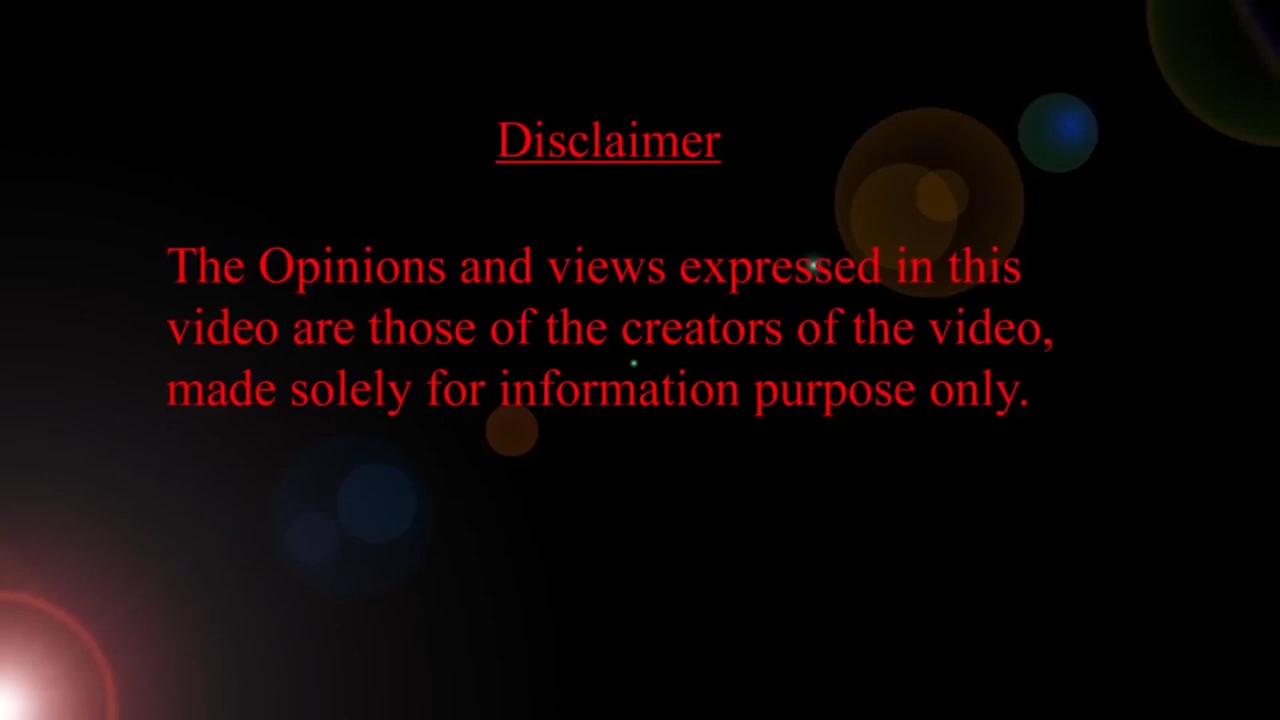 Disclaimer
The Opinions and views expressed in this
video are those of the creators of the video,
made solely for information purpose only.